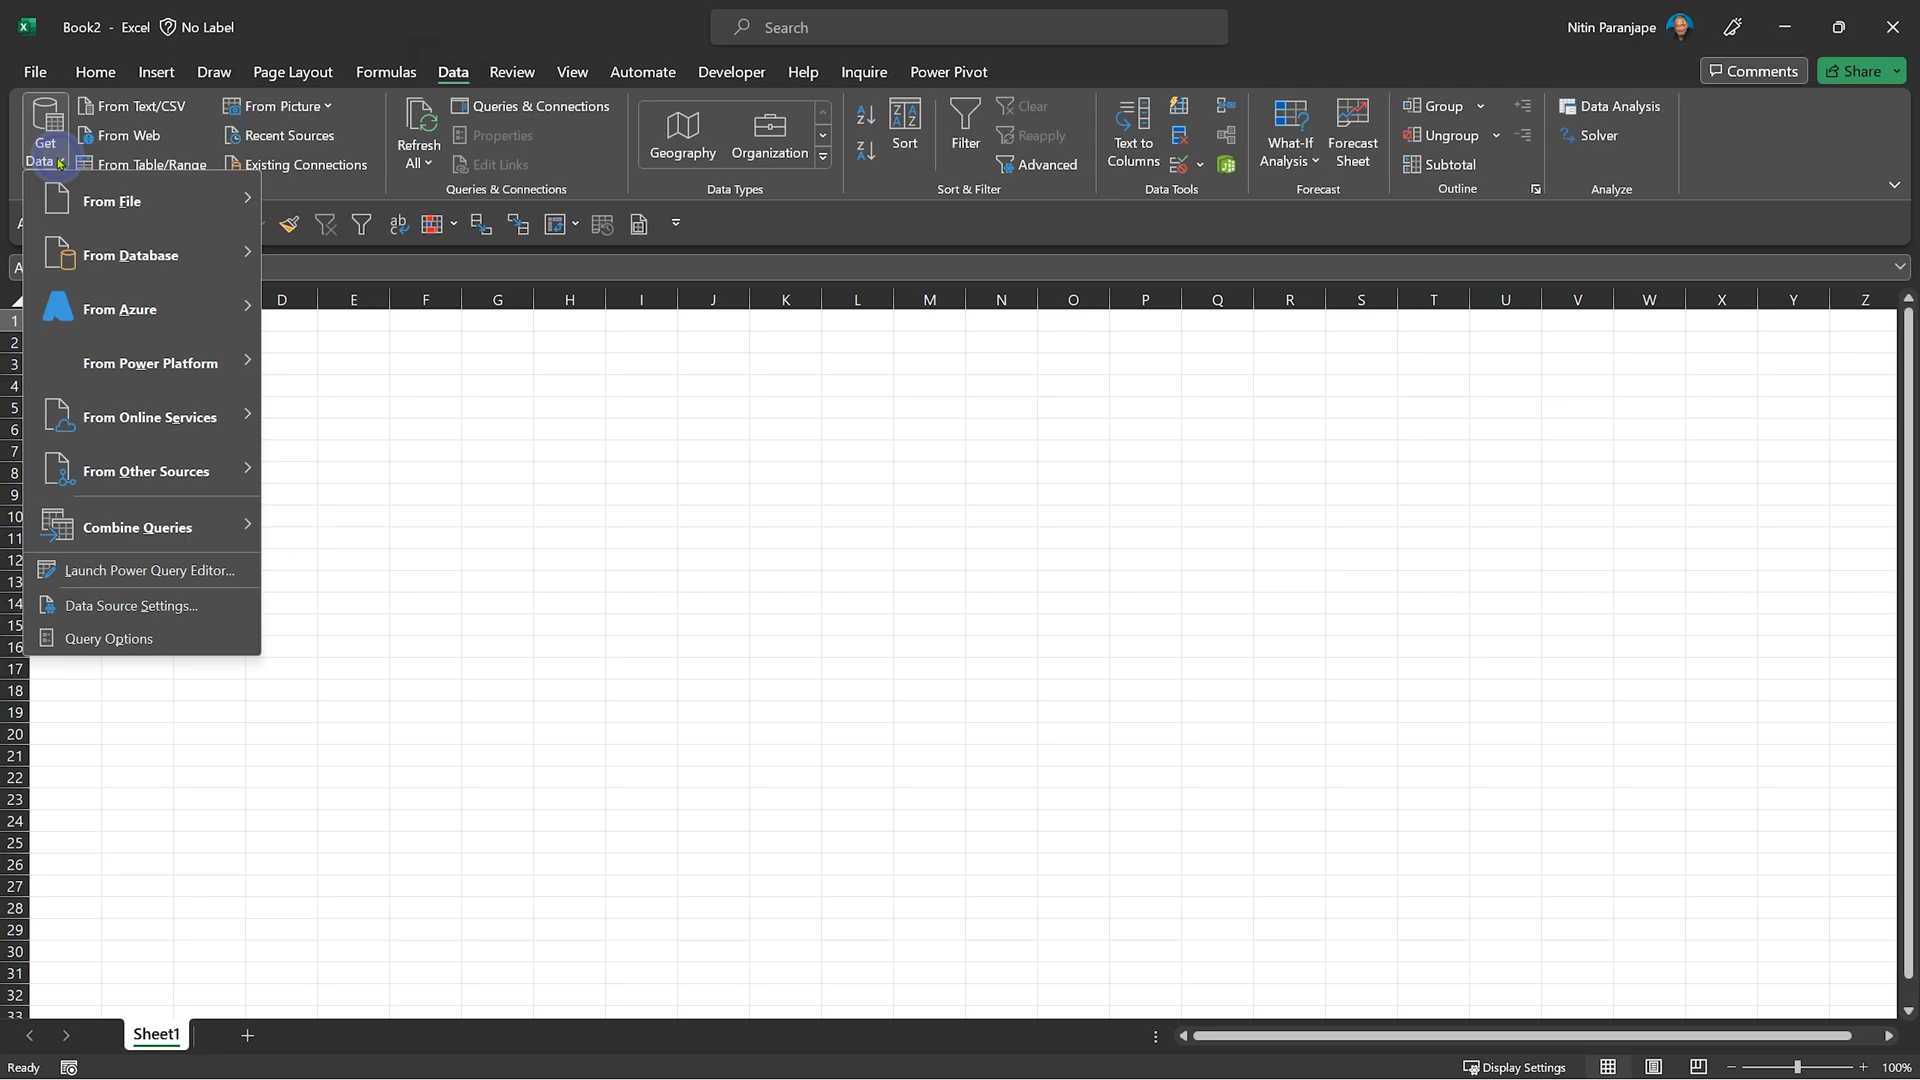 Book2 - Excel No Label
Search
Nitin Paranjape
File Home Insert Draw Page Layout Formulas Data Review View Automate Developer Help Inquire Power Pivot
Comments Share
Get Data
From Text/CSV
From Web
From Table/Range
From Picture
Recent Sources
Existing Connections
Refresh All
Queries & Connections
Properties
Edit Links
Queries & Connections
Geography
Organization
Data Types
Sort
Filter
Clear
Reapply
Advanced
Sort & Filter
Text to Columns
Data Tools
What-If Analysis
Forecast Sheet
Forecast
Group
Ungroup
Subtotal
Outline
Data Analysis
Solver
Analyze
From File
From Database
From Azure
From Power Platform
From Online Services
From Other Sources
Combine Queries
Launch Power Query Editor...
Data Source Settings...
Query Options
D E F G H I J K L M N O P Q R S T U V W X Y Z
1
2
3
4
5
6
7
8
9
10
11
12
13
14
15
16
17
18
19
20
21
22
23
24
25
26
27
28
29
30
31
32
33
Sheet1
Ready
Display Settings
100%